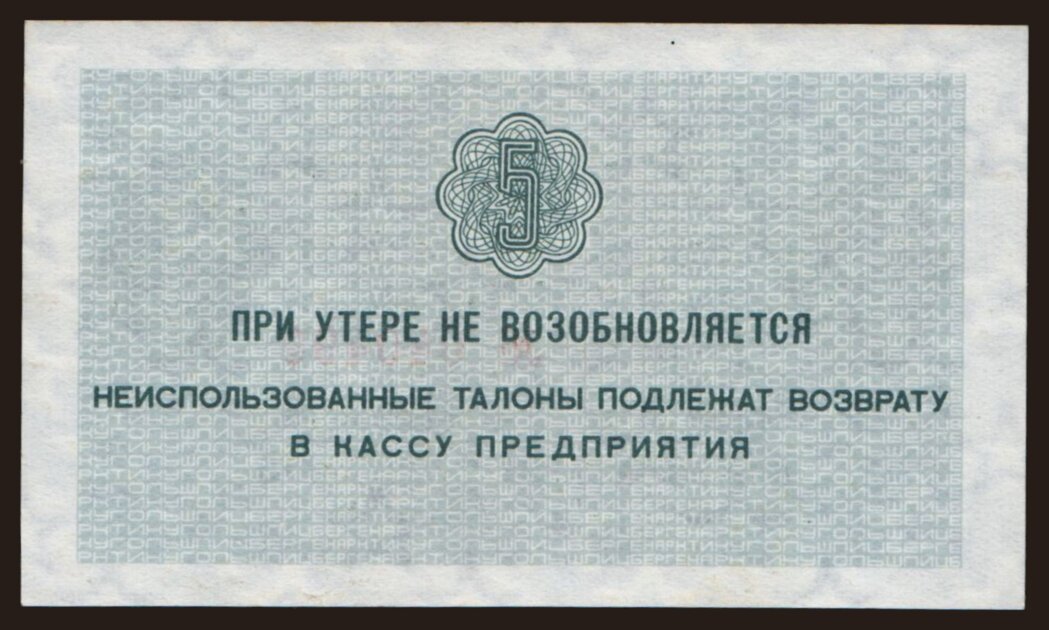 5
ПРИ УТЕРЕ НЕ ВОЗОБНОВЛЯЕТСЯ
НЕИСПОЛЬЗОВАННЫЕ ТАЛОНЫ ПОДЛЕЖАТ ВОЗВРАТУ
В КАССУ ПРЕДПРИЯТИЯ